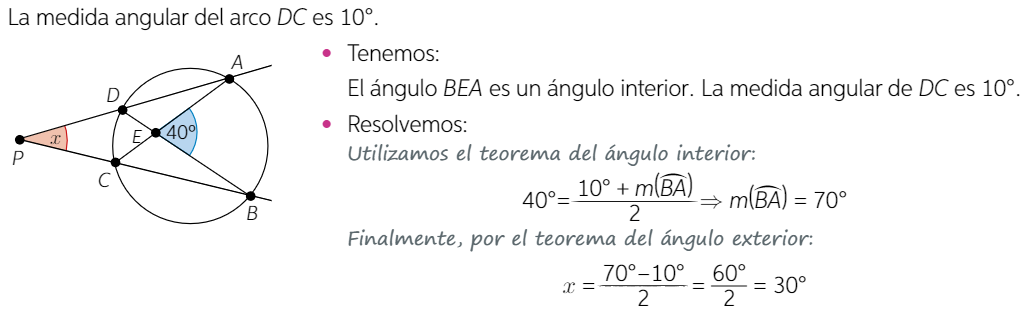 La medida angular del arco DC es 10°.
A
D
E
40°
x
P
C
B
• Tenemos:
El ángulo BEA es un ángulo interior. La medida angular de DC es 10°.
• Resolvemos:
Utilizamos el teorema del ángulo interior:
40°= (10° + m(B͡A))/2 ⇒ m(B͡A) = 70°
Finalmente, por el teorema del ángulo exterior:
x = (70°–10°)/2 = 60°/2 = 30°